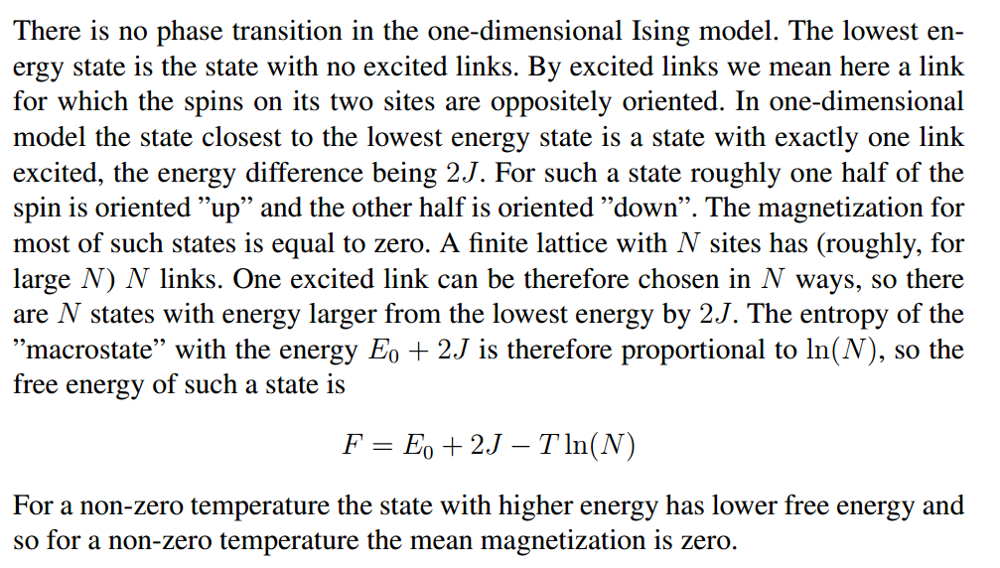 There is no phase transition in the one-dimensional Ising model. The lowest en-
ergy state is the state with no excited links. By excited links we mean here a link
for which the spins on its two sites are oppositely oriented. In one-dimensional
model the state closest to the lowest energy state is a state with exactly one link
excited, the energy difference being 2J. For such a state roughly one half of the
spin is oriented ”up” and the other half is oriented ”down”. The magnetization for
most of such states is equal to zero. A finite lattice with N sites has (roughly, for
large N) N links. One excited link can be therefore chosen in N ways, so there
are N states with energy larger from the lowest energy by 2J. The entropy of the
”macrostate” with the energy E₀ + 2J is therefore proportional to ln(N), so the
free energy of such a state is
F = E₀ + 2J − T ln(N)
For a non-zero temperature the state with higher energy has lower free energy and
so for a non-zero temperature the mean magnetization is zero.